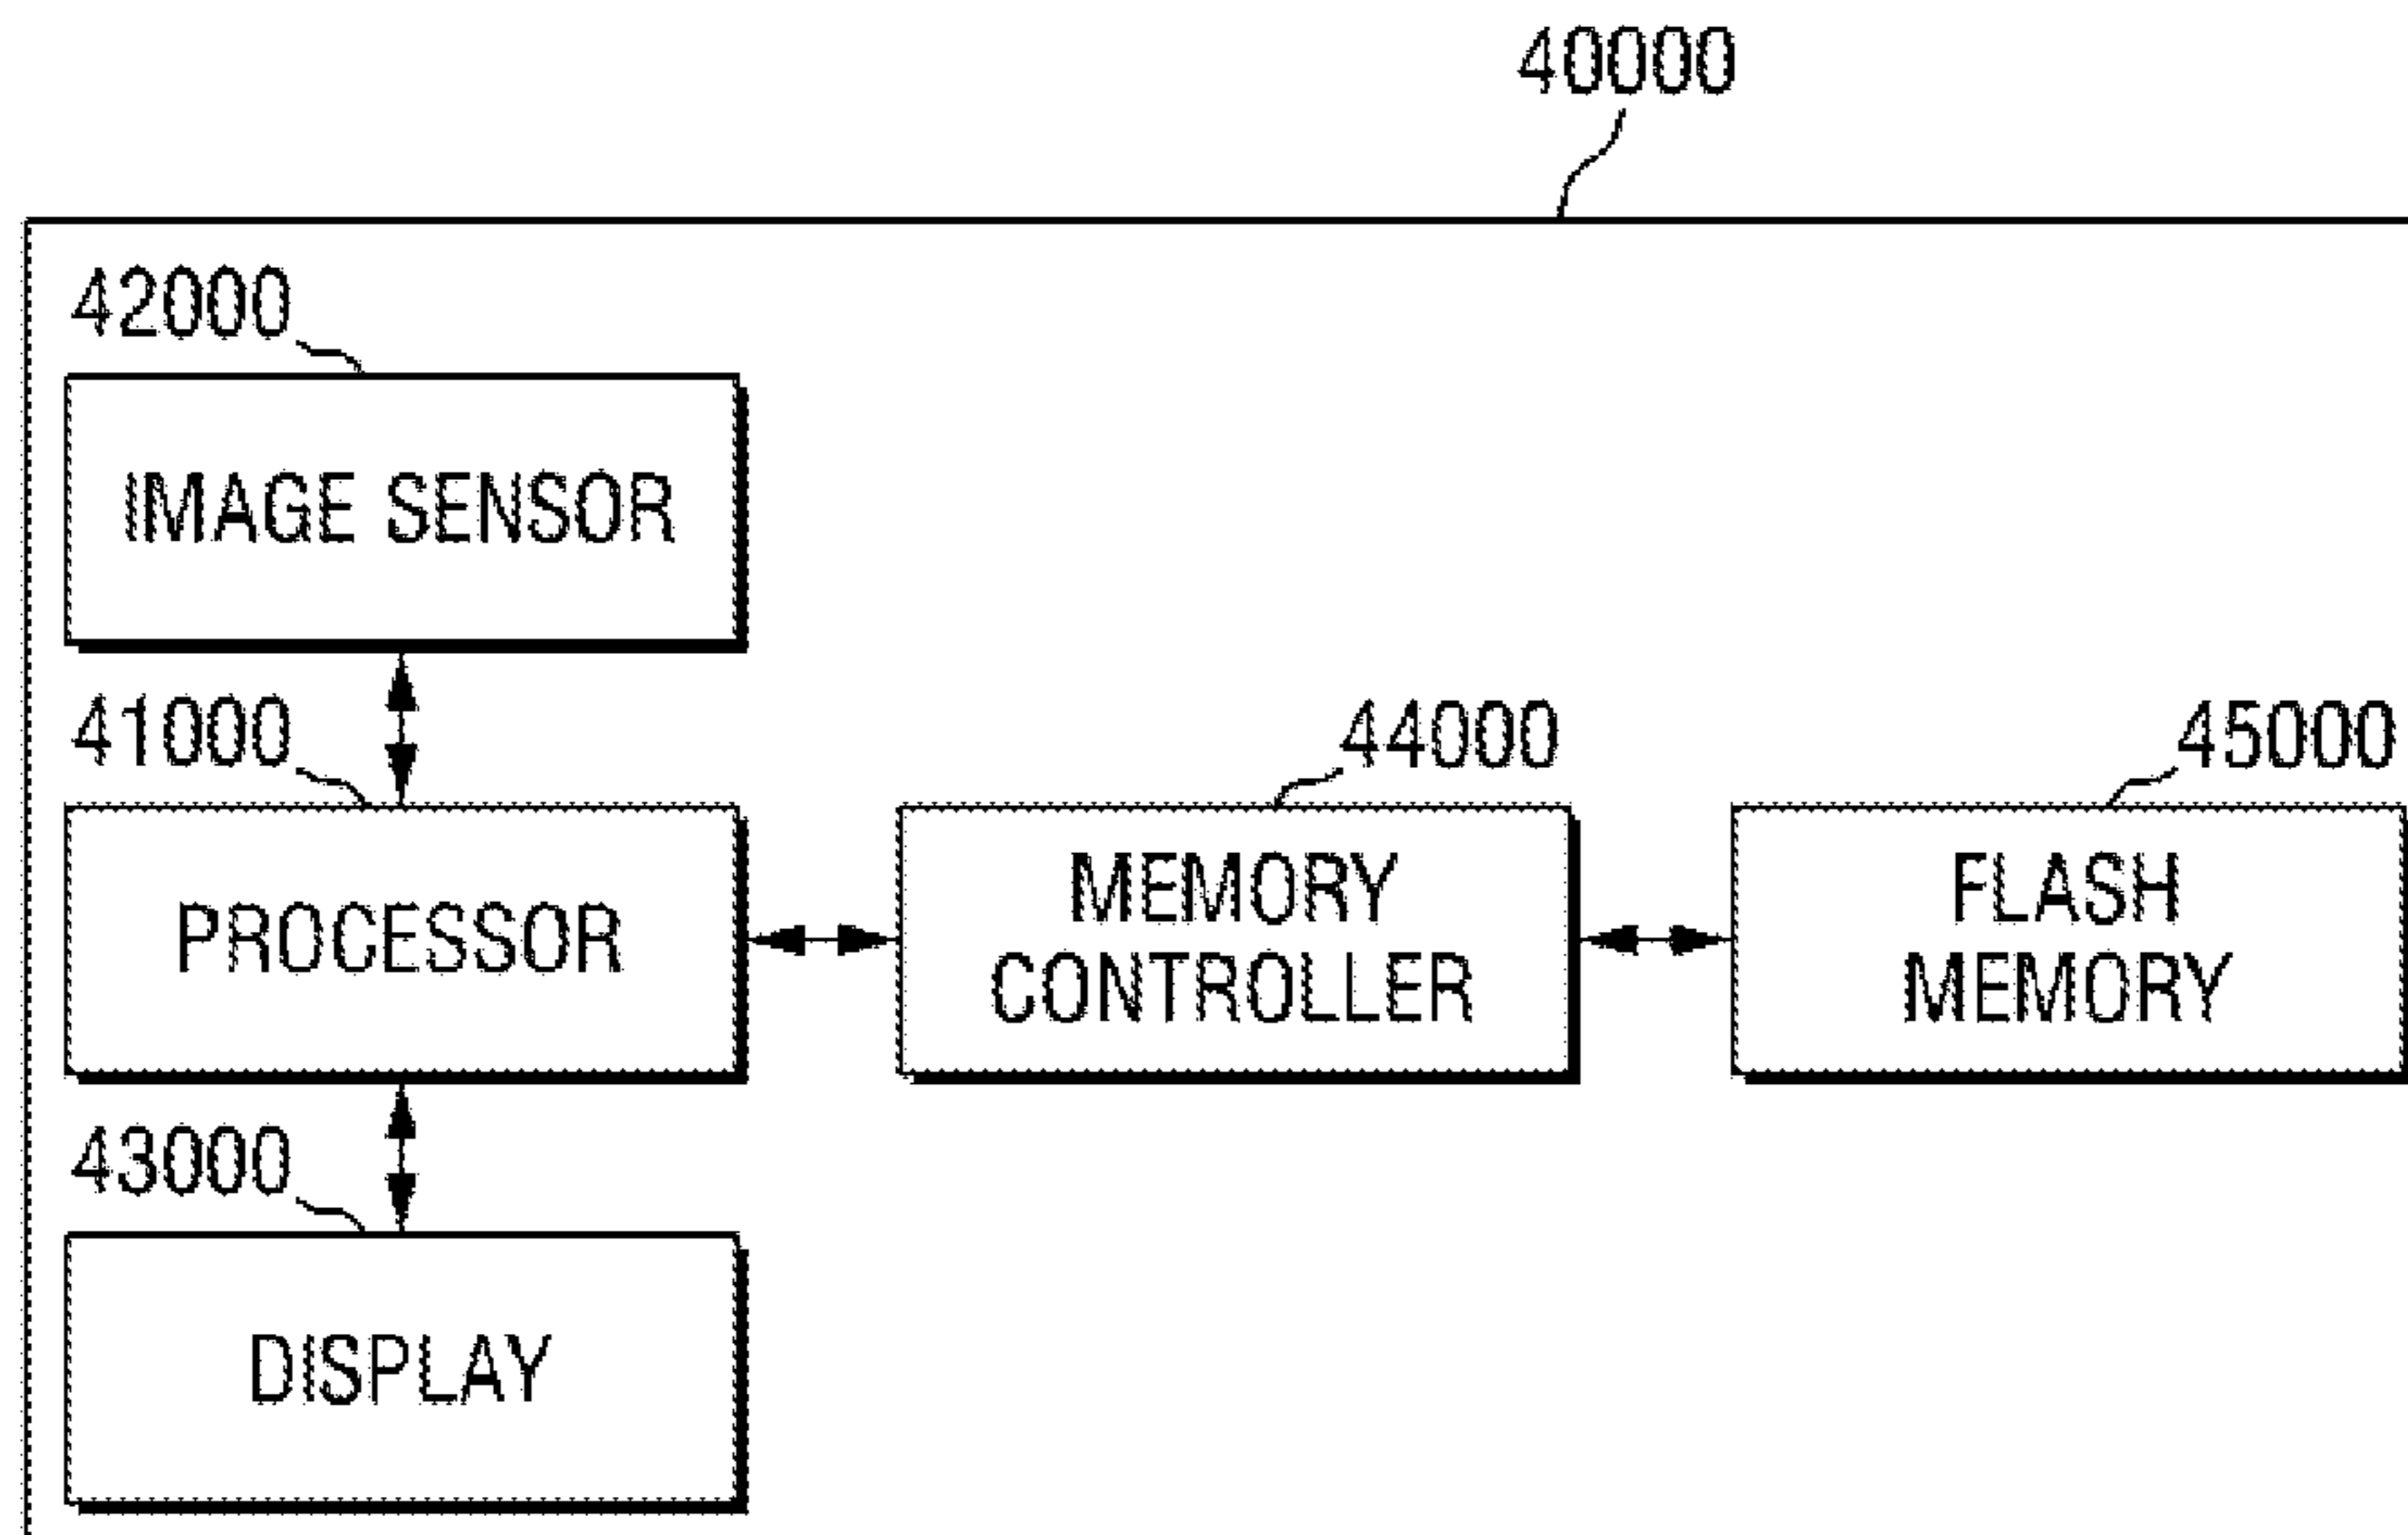 40000
42000
IMAGE SENSOR
41000
44000
45000
PROCESSOR
MEMORY
CONTROLLER
FLASH
MEMORY
43000
DISPLAY